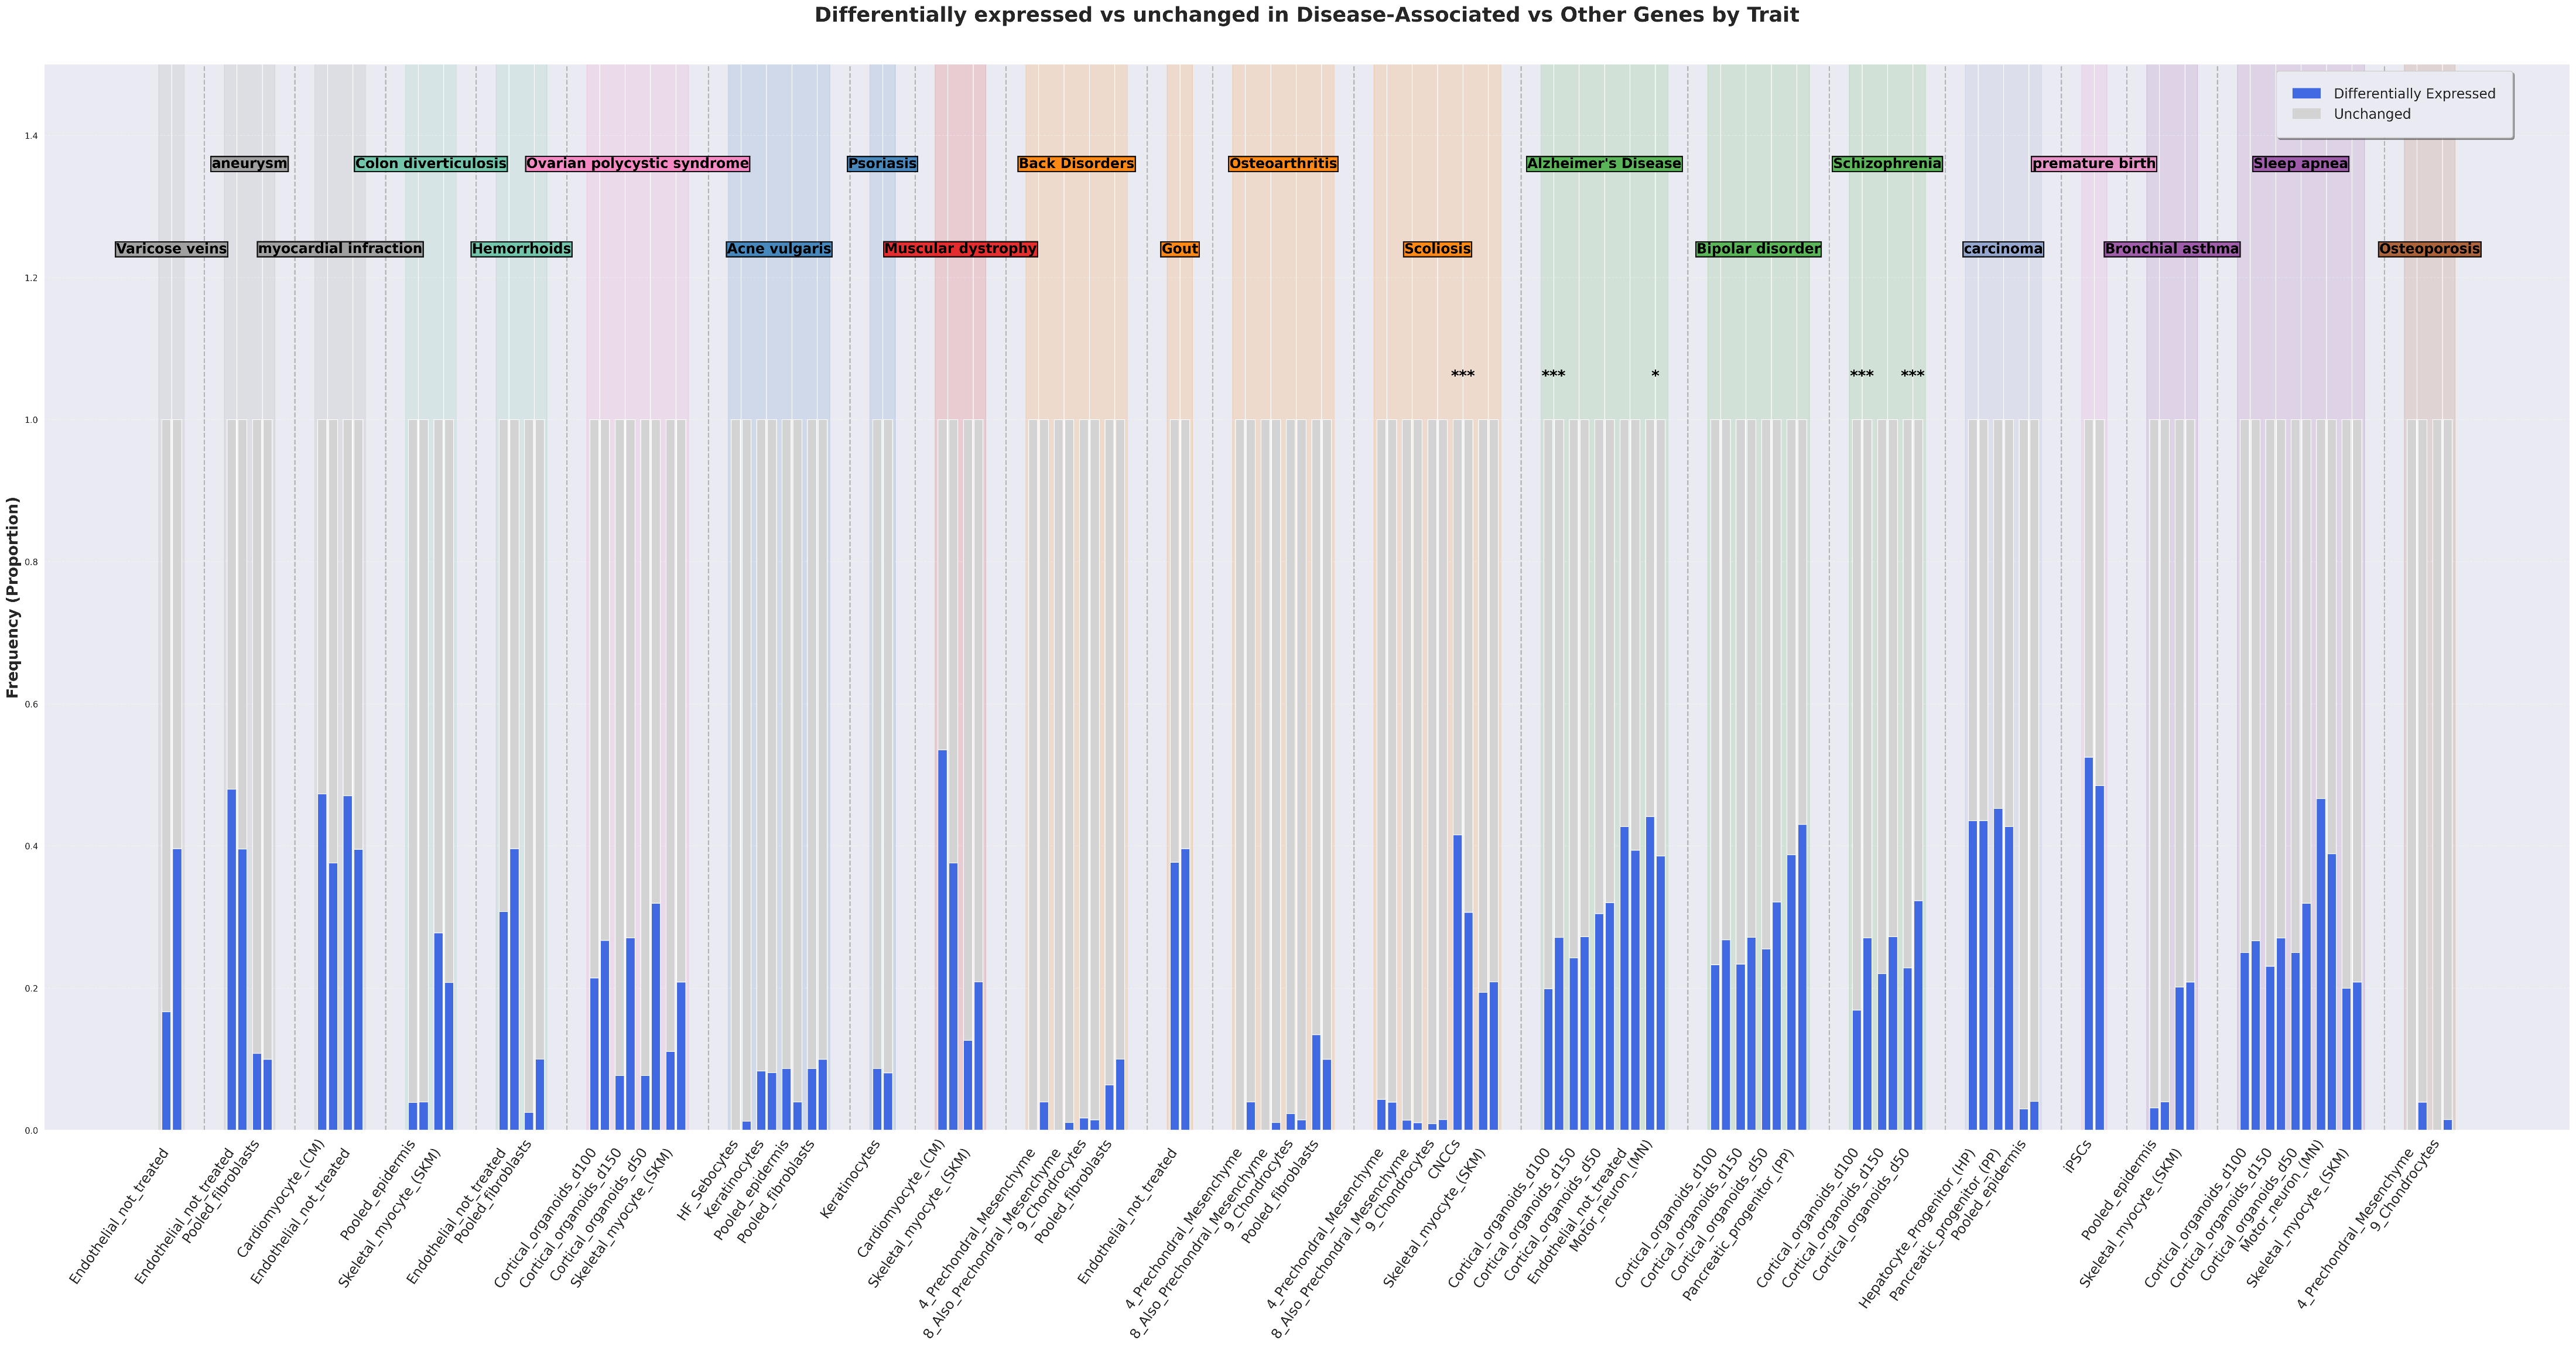 Differentially expressed vs unchanged in Disease-Associated vs Other Genes by Trait
Differentially Expressed
Unchanged
Frequency (Proportion)
1.4
1.2
1.0
0.8
0.6
0.4
0.2
0.0
aneurysm
Colon diverticulosis
Ovarian polycystic syndrome
Psoriasis
Back Disorders
Osteoarthritis
Alzheimer's Disease
Schizophrenia
premature birth
Sleep apnea
Varicose veins
myocardial infraction
Hemorrhoids
Acne vulgaris
Muscular dystrophy
Gout
Scoliosis
Bipolar disorder
carcinoma
Bronchial asthma
Osteoporosis
***
***
*
***
***
Endothelial_not_treated
Endothelial_not_treated
Pooled_fibroblasts
Cardiomyocyte_(CM)
Endothelial_not_treated
Pooled_epidermis
Skeletal_myocyte_(SKM)
Endothelial_not_treated
Pooled_fibroblasts
Cortical_organoids_d100
Cortical_organoids_d150
Cortical_organoids_d50
Skeletal_myocyte_(SKM)
HF_Sebocytes
Keratinocytes
Pooled_epidermis
Pooled_fibroblasts
Keratinocytes
Cardiomyocyte_(CM)
Skeletal_myocyte_(SKM)
4_Prechondral_Mesenchyme
8_Also_Prechondral_Mesenchyme
9_Chondrocytes
Pooled_fibroblasts
Endothelial_not_treated
4_Prechondral_Mesenchyme
8_Also_Prechondral_Mesenchyme
9_Chondrocytes
Pooled_fibroblasts
4_Prechondral_Mesenchyme
8_Also_Prechondral_Mesenchyme
9_Chondrocytes
CNCCs
Skeletal_myocyte_(SKM)
Cortical_organoids_d100
Cortical_organoids_d150
Cortical_organoids_d50
Endothelial_not_treated
Motor_neuron_(MN)
Cortical_organoids_d100
Cortical_organoids_d150
Cortical_organoids_d50
Pancreatic_progenitor_(PP)
Cortical_organoids_d100
Cortical_organoids_d150
Cortical_organoids_d50
Hepatocyte_Progenitor_(HP)
Pancreatic_progenitor_(PP)
Pooled_epidermis
iPSCs
Pooled_epidermis
Skeletal_myocyte_(SKM)
Cortical_organoids_d100
Cortical_organoids_d150
Cortical_organoids_d50
Motor_neuron_(MN)
Skeletal_myocyte_(SKM)
4_Prechondral_Mesenchyme
9_Chondrocytes